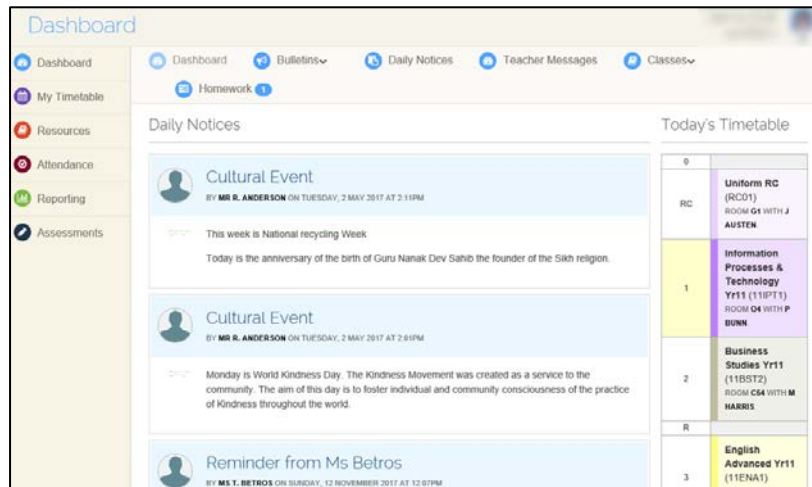 Dashboard
Dashboard
My Timetable
Resources
Attendance
Reporting
Assessments
Dashboard
Bulletins
Daily Notices
Teacher Messages
Classes
Homework 1
Daily Notices
Cultural Event
BY MR R. ANDERSON ON TUESDAY, 2 MAY 2017 AT 2:11PM
This week is National recycling Week
Today is the anniversary of the birth of Guru Nanak Dev Sahib the founder of the Sikh religion.
Cultural Event
BY MR R. ANDERSON ON TUESDAY, 2 MAY 2017 AT 2:01PM
Monday is World Kindness Day. The Kindness Movement was created as a service to the
community. The aim of this day is to foster individual and community consciousness of the practice
of Kindness throughout the world.
Reminder from Ms Betros
BY MS T. BETROS ON SUNDAY, 12 NOVEMBER 2017 AT 12:07PM
Today's Timetable
0
RC
Uniform RC
(RC01)
ROOM G1 WITH J
AUSTEN
1
Information
Processes &
Technology
Yr11 (11IPT1)
ROOM O4 WITH P
BUNN
2
Business
Studies Yr11
(11BST2)
ROOM C54 WITH M
HARRIS
R
3
English
Advanced Yr11
(11ENA1)